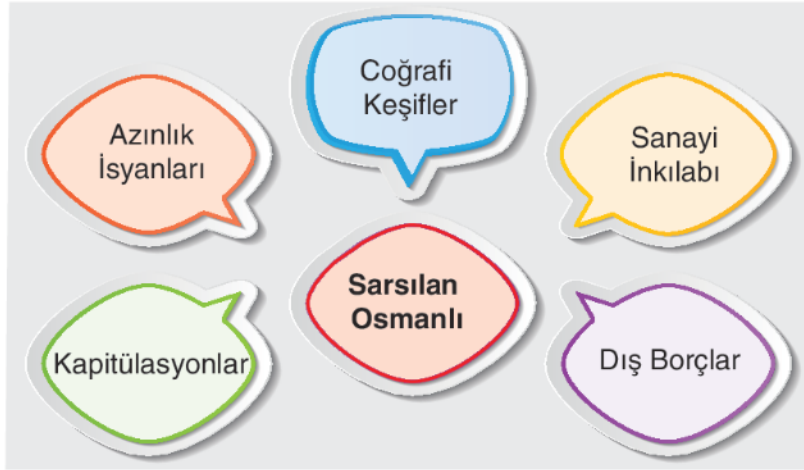 Coğrafi
Keşifler
Azınlık
İsyanları
Sanayi
İnkılabı
Sarsılan
Osmanlı
Kapitülasyonlar
Dış Borçlar